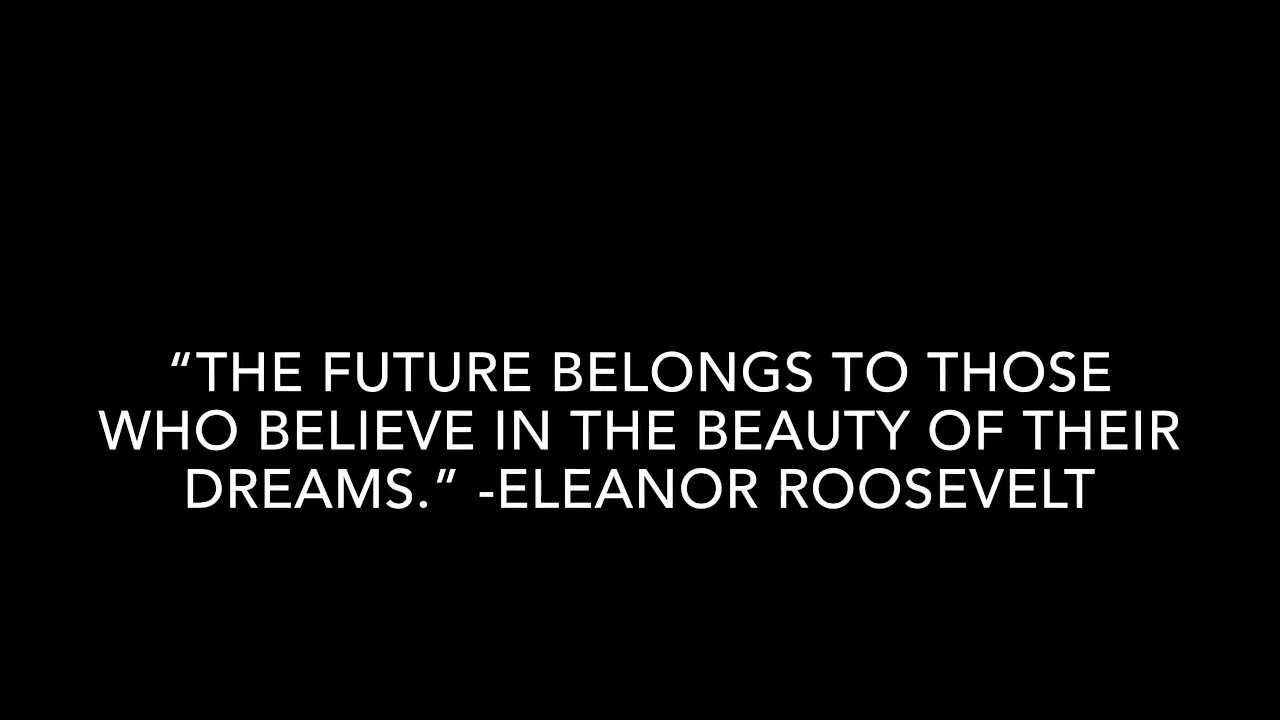 “THE FUTURE BELONGS TO THOSE
WHO BELIEVE IN THE BEAUTY OF THEIR
DREAMS.” -ELEANOR ROOSEVELT